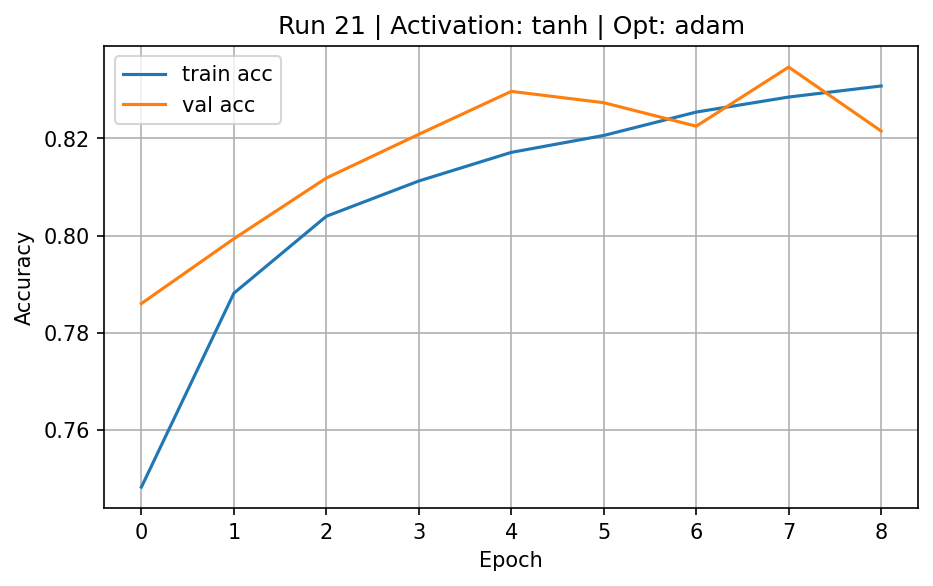 Run 21 | Activation: tanh | Opt: adam
train acc
val acc
0.82
0.80
0.78
0.76
Accuracy
0 1 2 3 4 5 6 7 8
Epoch